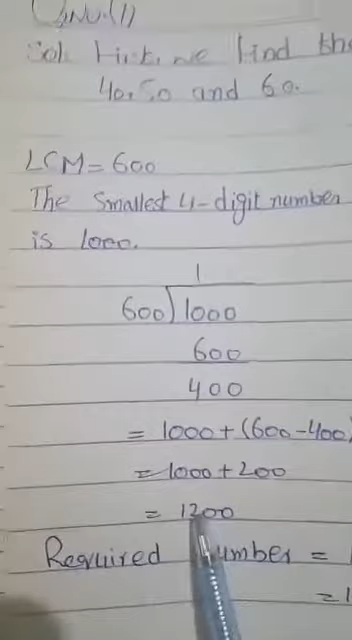 Sol: First, we find the
40, 50 and 60.
LCM = 600
The smallest 4-digit number
is 1000.
1
600)1000
600
400
= 1000 + (600-400)
= 1000 + 200
= 1200
Required number =
= 1